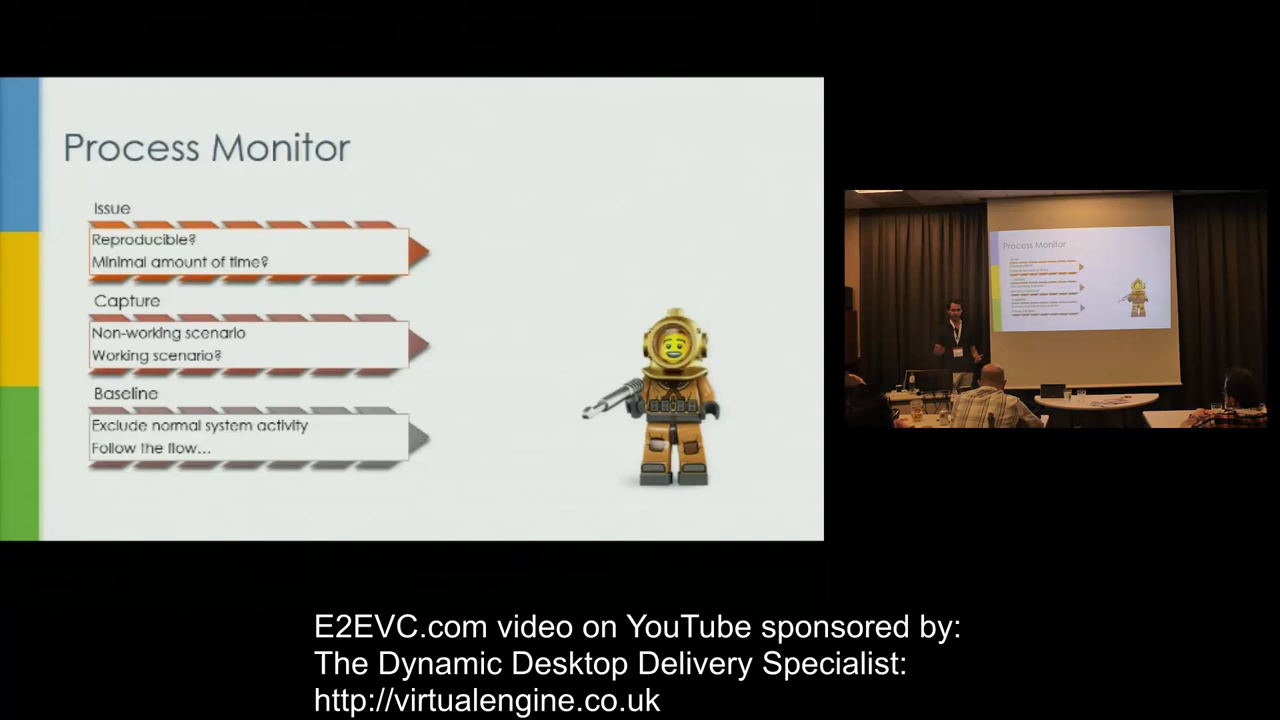 Process Monitor
Issue
Reproducible?
Minimal amount of time?
Capture
Non-working scenario
Working scenario?
Baseline
Exclude normal system activity
Follow the flow...
Process Monitor
E2EVC.com video on YouTube sponsored by:
The Dynamic Desktop Delivery Specialist:
http://virtualengine.co.uk